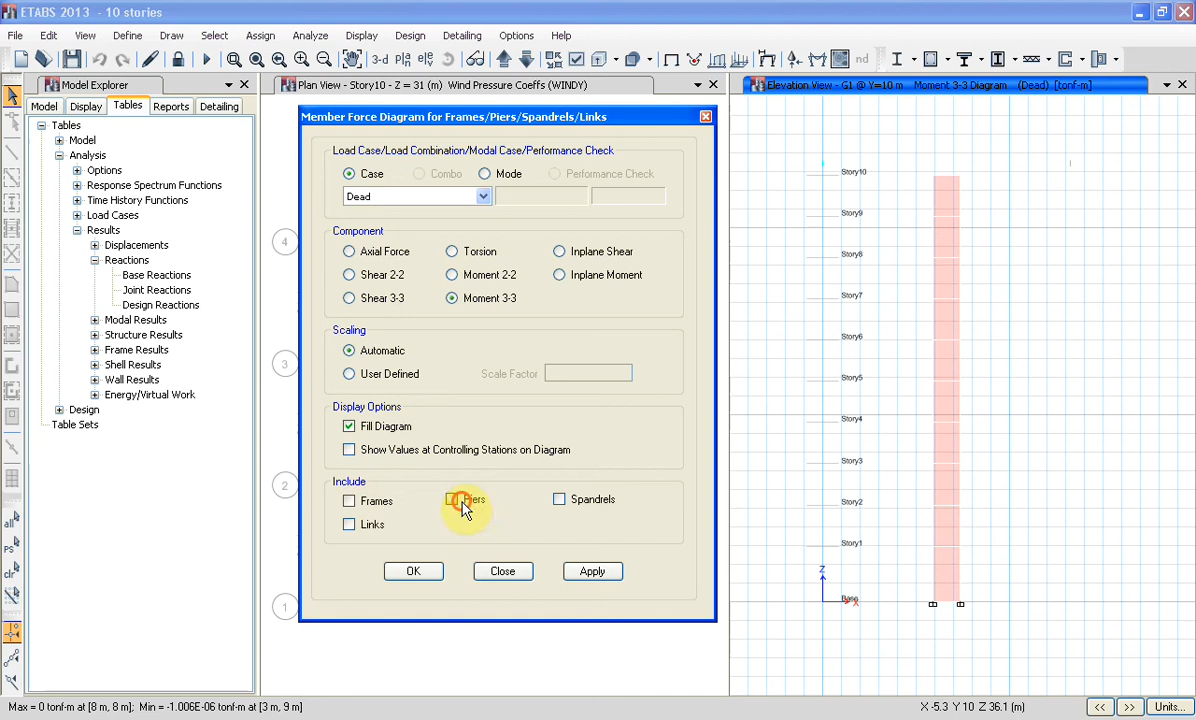 ETABS 2013 - 10 stories
File Edit View Define Draw Select Assign Analyze Display Design Detailing Options Help
3-d pla ele nd
Model Explorer
Plan View - Story10 - Z = 31 (m) Wind Pressure Coeffs (WINDY)
Elevation View - G1 @ Y=10 m Moment 3-3 Diagram (Dead) [tonf-m]
Model Display Tables Reports Detailing
Tables
Model
Analysis
Options
Response Spectrum Functions
Time History Functions
Load Cases
Results
Displacements
Reactions
Base Reactions
Joint Reactions
Design Reactions
Modal Results
Structure Results
Frame Results
Shell Results
Wall Results
Energy/Virtual Work
Design
Table Sets
all
PS
clr
4
3
2
1
Member Force Diagram for Frames/Piers/Spandrels/Links
Load Case/Load Combination/Modal Case/Performance Check
Case Combo Mode Performance Check
Dead
Component
Axial Force Torsion Inplane Shear
Shear 2-2 Moment 2-2 Inplane Moment
Shear 3-3 Moment 3-3
Scaling
Automatic
User Defined Scale Factor
Display Options
Fill Diagram
Show Values at Controlling Stations on Diagram
Include
Frames Piers Spandrels
Links
OK Close Apply
Story10
Story9
Story8
Story7
Story6
Story5
Story4
Story3
Story2
Story1
Z
Base
X
Max = 0 tonf-m at [8 m, 8 m]; Min = -1.006E-06 tonf-m at [3 m, 9 m]
X -5.3 Y 10 Z 36.1 (m)
<< >> Units...